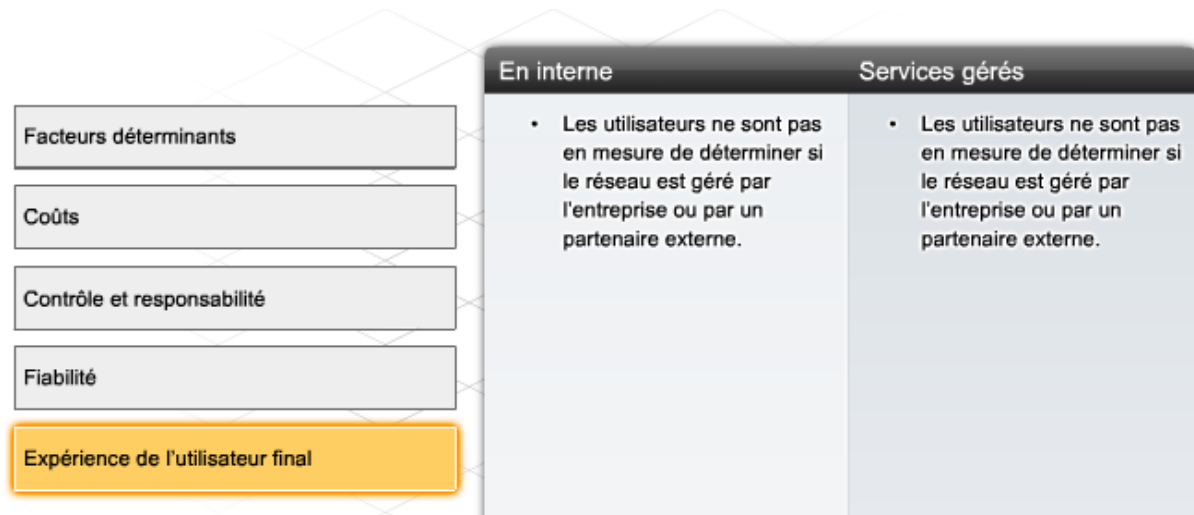 En interne
Services gérés
Facteurs déterminants
Coûts
Contrôle et responsabilité
Fiabilité
Expérience de l'utilisateur final
• Les utilisateurs ne sont pas
en mesure de déterminer si
le réseau est géré par
l'entreprise ou par un
partenaire externe.
• Les utilisateurs ne sont pas
en mesure de déterminer si
le réseau est géré par
l'entreprise ou par un
partenaire externe.